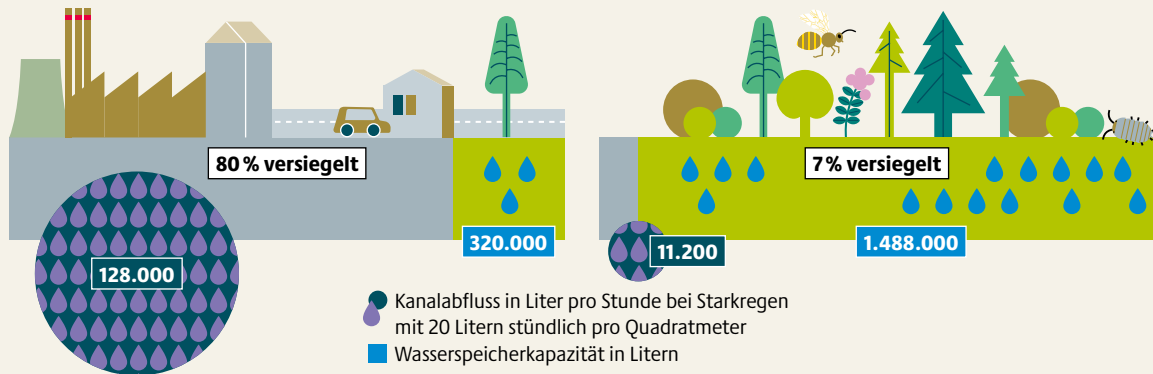 80 % versiegelt
7 % versiegelt
320.000
11.200
1.488.000
128.000
Kanalabfluss in Liter pro Stunde bei Starkregen
mit 20 Litern stündlich pro Quadratmeter
Wasserspeicherkapazität in Litern